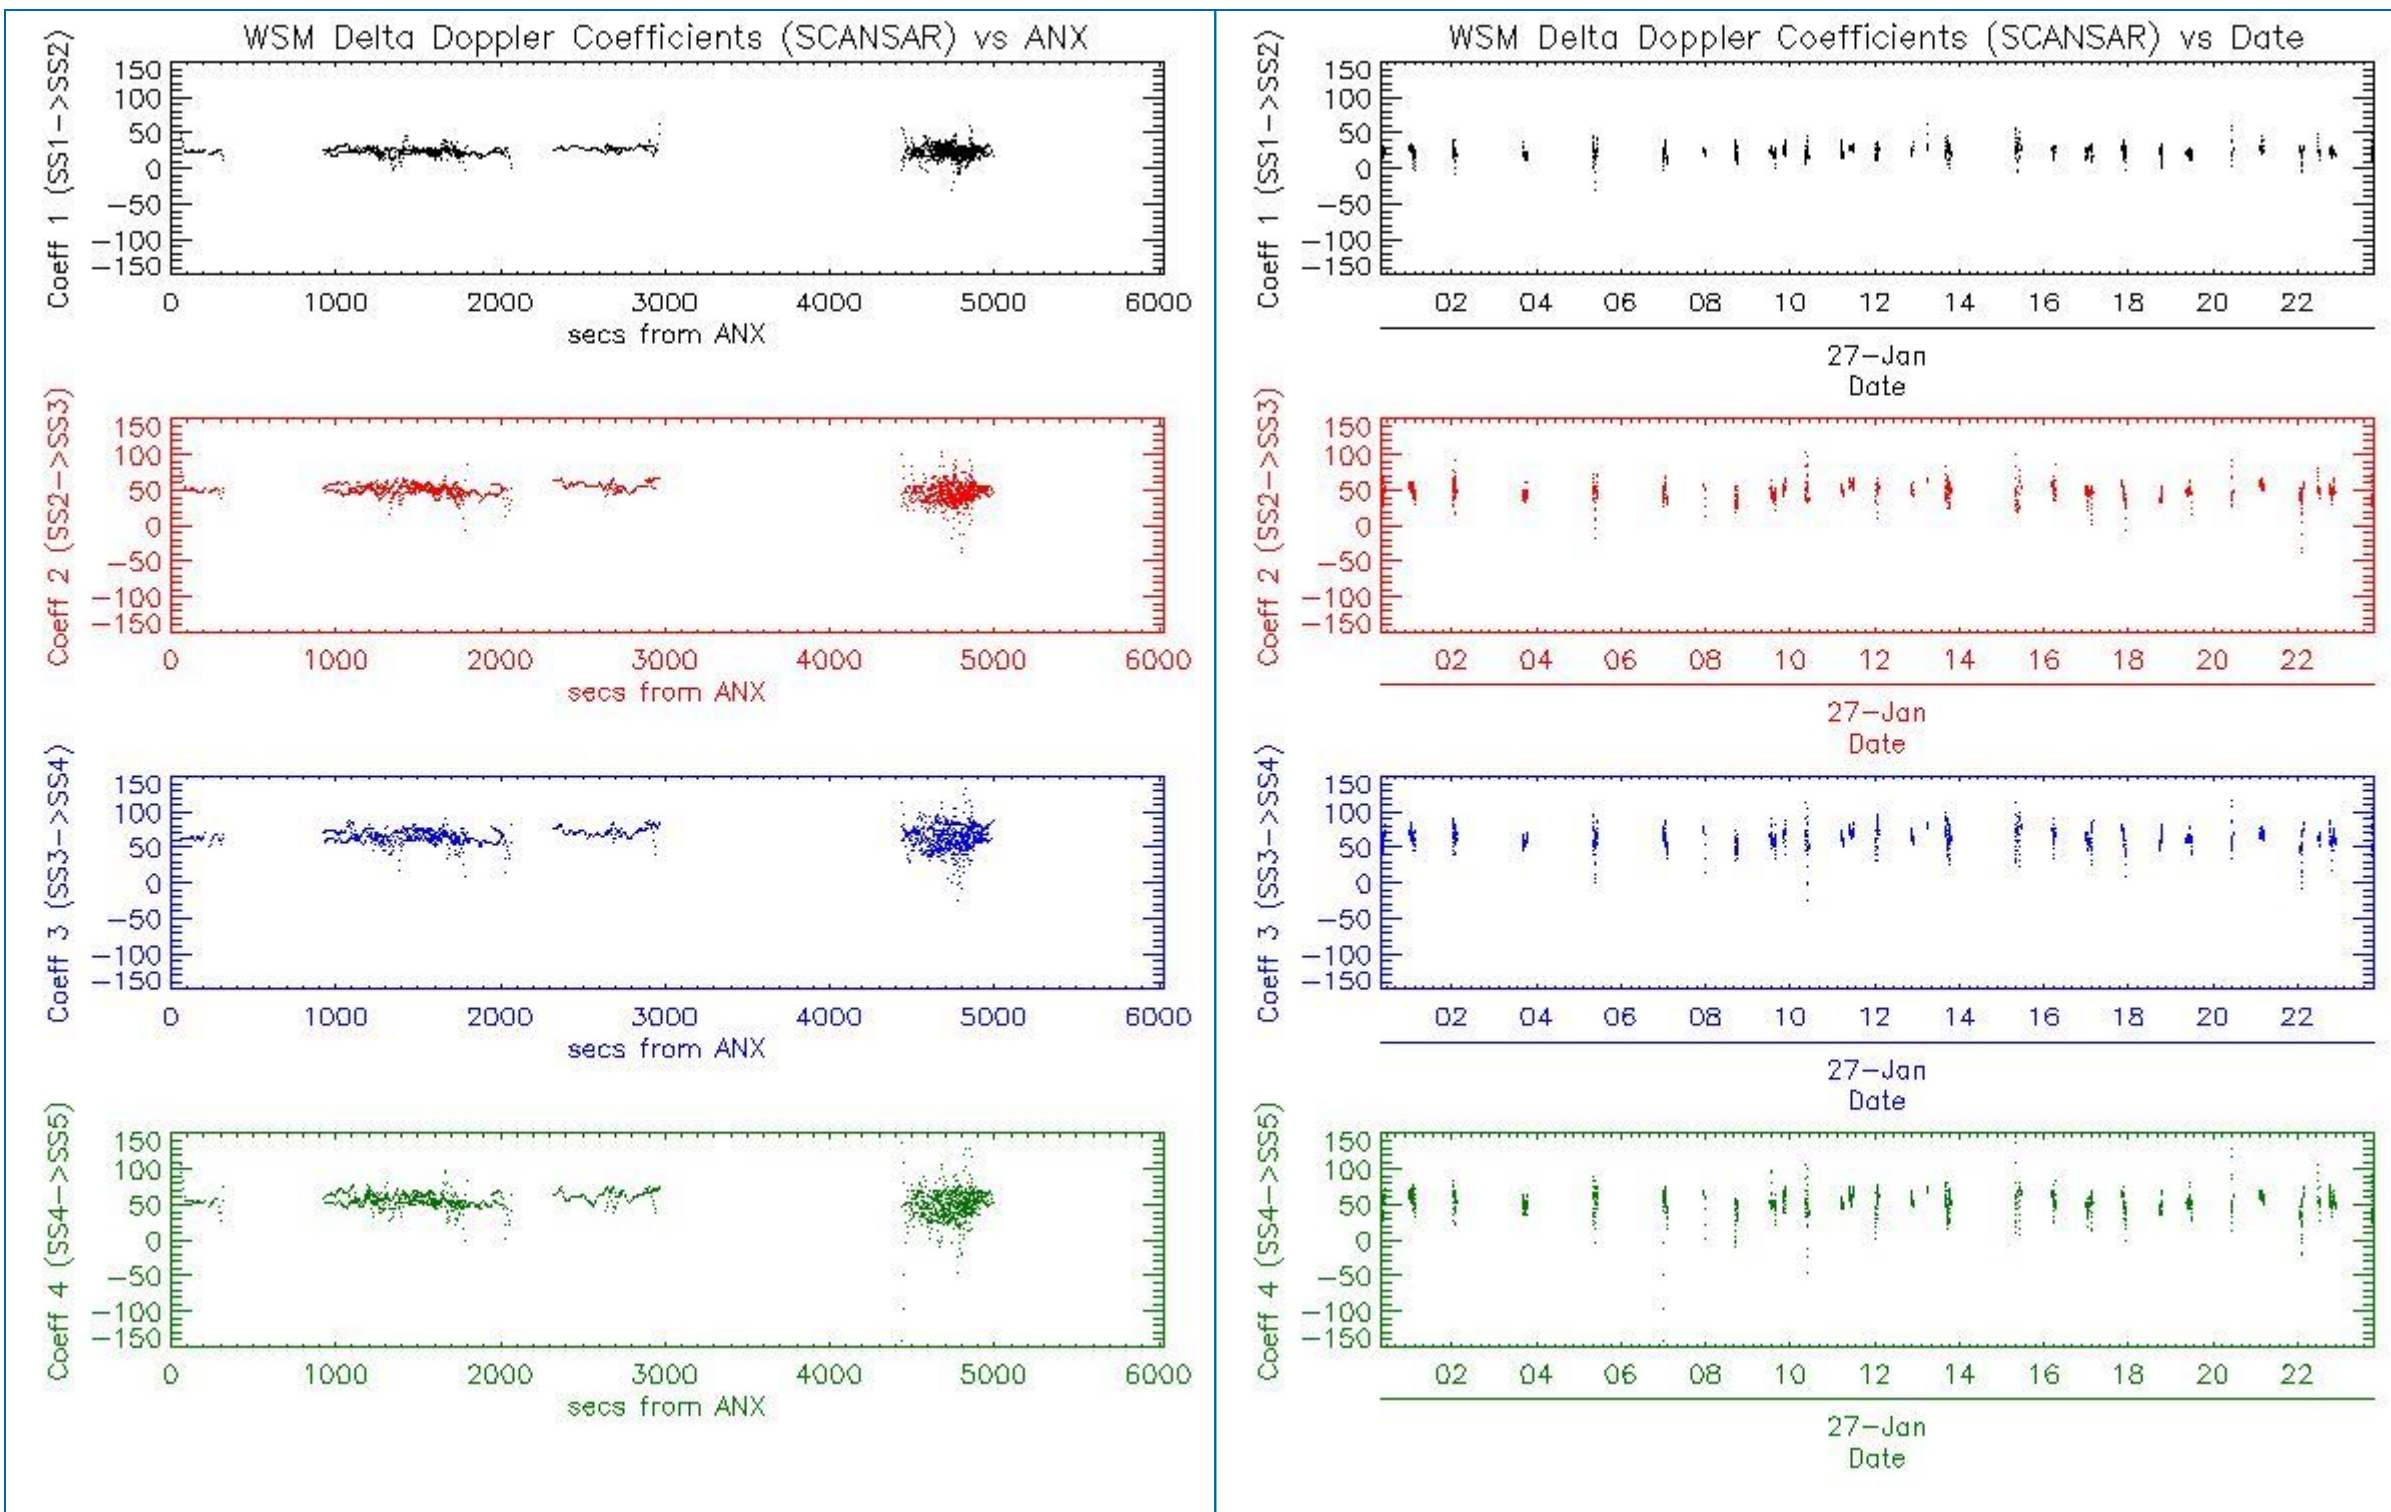 WSM Delta Doppler Coefficients (SCANSAR) vs ANX
Coeff 1 (SS1->SS2)
150
100
50
0
-50
-100
-150
0 1000 2000 3000 4000 5000 6000
secs from ANX
Coeff 2 (SS2->SS3)
150
100
50
0
-50
-100
-150
0 1000 2000 3000 4000 5000 6000
secs from ANX
Coeff 3 (SS3->SS4)
150
100
50
0
-50
-100
-150
0 1000 2000 3000 4000 5000 6000
secs from ANX
Coeff 4 (SS4->SS5)
150
100
50
0
-50
-100
-150
0 1000 2000 3000 4000 5000 6000
secs from ANX
WSM Delta Doppler Coefficients (SCANSAR) vs Date
Coeff 1 (SS1->SS2)
150
100
50
0
-50
-100
-150
02 04 06 08 10 12 14 16 18 20 22
27-Jan
Date
Coeff 2 (SS2->SS3)
150
100
50
0
-50
-100
-150
02 04 06 08 10 12 14 16 18 20 22
27-Jan
Date
Coeff 3 (SS3->SS4)
150
100
50
0
-50
-100
-150
02 04 06 08 10 12 14 16 18 20 22
27-Jan
Date
Coeff 4 (SS4->SS5)
150
100
50
0
-50
-100
-150
02 04 06 08 10 12 14 16 18 20 22
27-Jan
Date